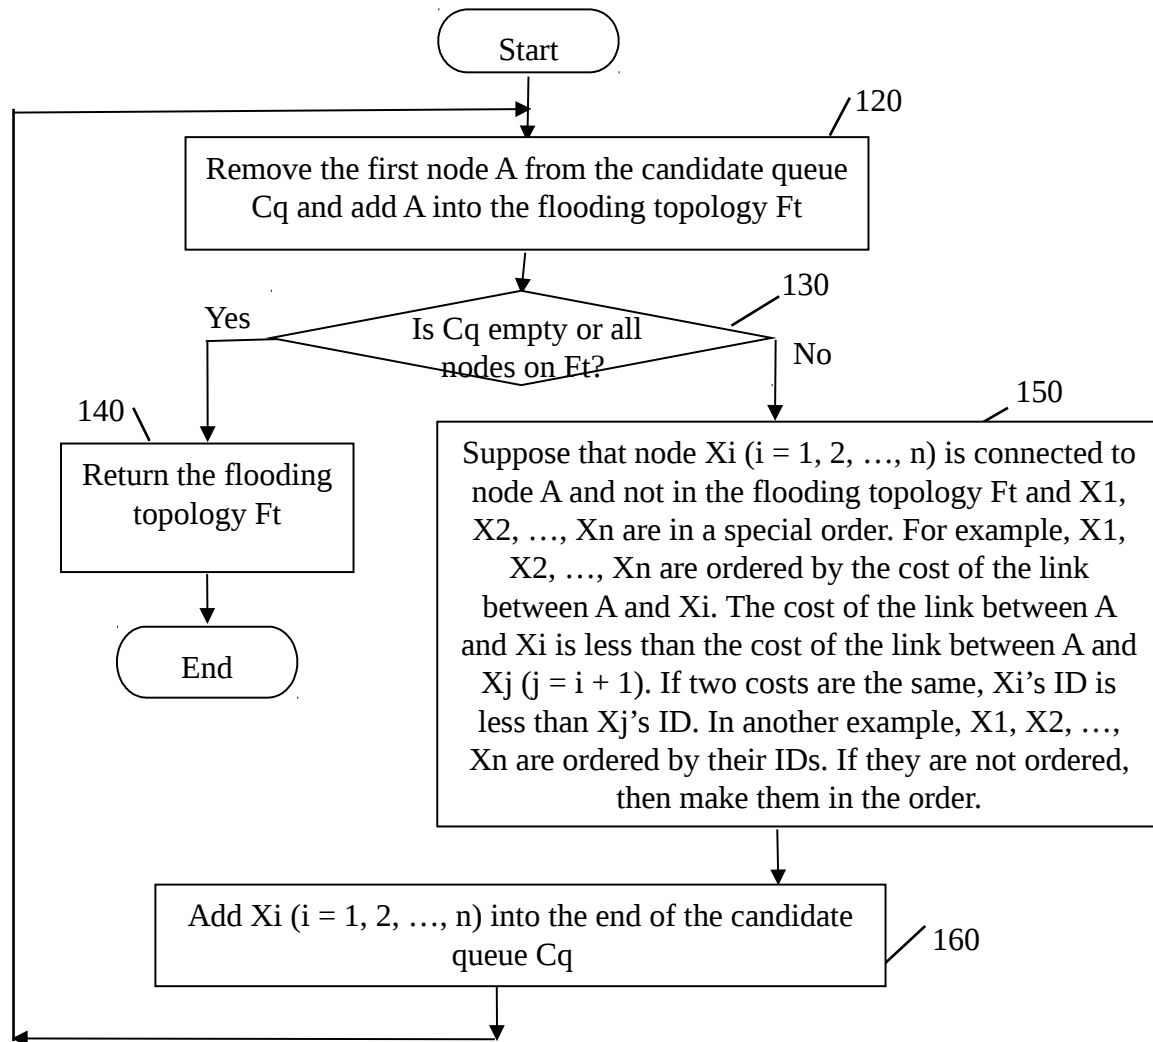 Start
120
Remove the first node A from the candidate queue
Cq and add A into the flooding topology Ft
130
Yes
Is Cq empty or all
nodes on Ft?
No
140
150
Return the flooding
topology Ft
Suppose that node Xi (i = 1, 2, …, n) is connected to
node A and not in the flooding topology Ft and X1,
X2, …, Xn are in a special order. For example, X1,
X2, …, Xn are ordered by the cost of the link
between A and Xi. The cost of the link between A
and Xi is less than the cost of the link between A and
Xj (j = i + 1). If two costs are the same, Xi’s ID is
less than Xj’s ID. In another example, X1, X2, …,
Xn are ordered by their IDs. If they are not ordered,
then make them in the order.
End
Add Xi (i = 1, 2, …, n) into the end of the candidate
queue Cq
160